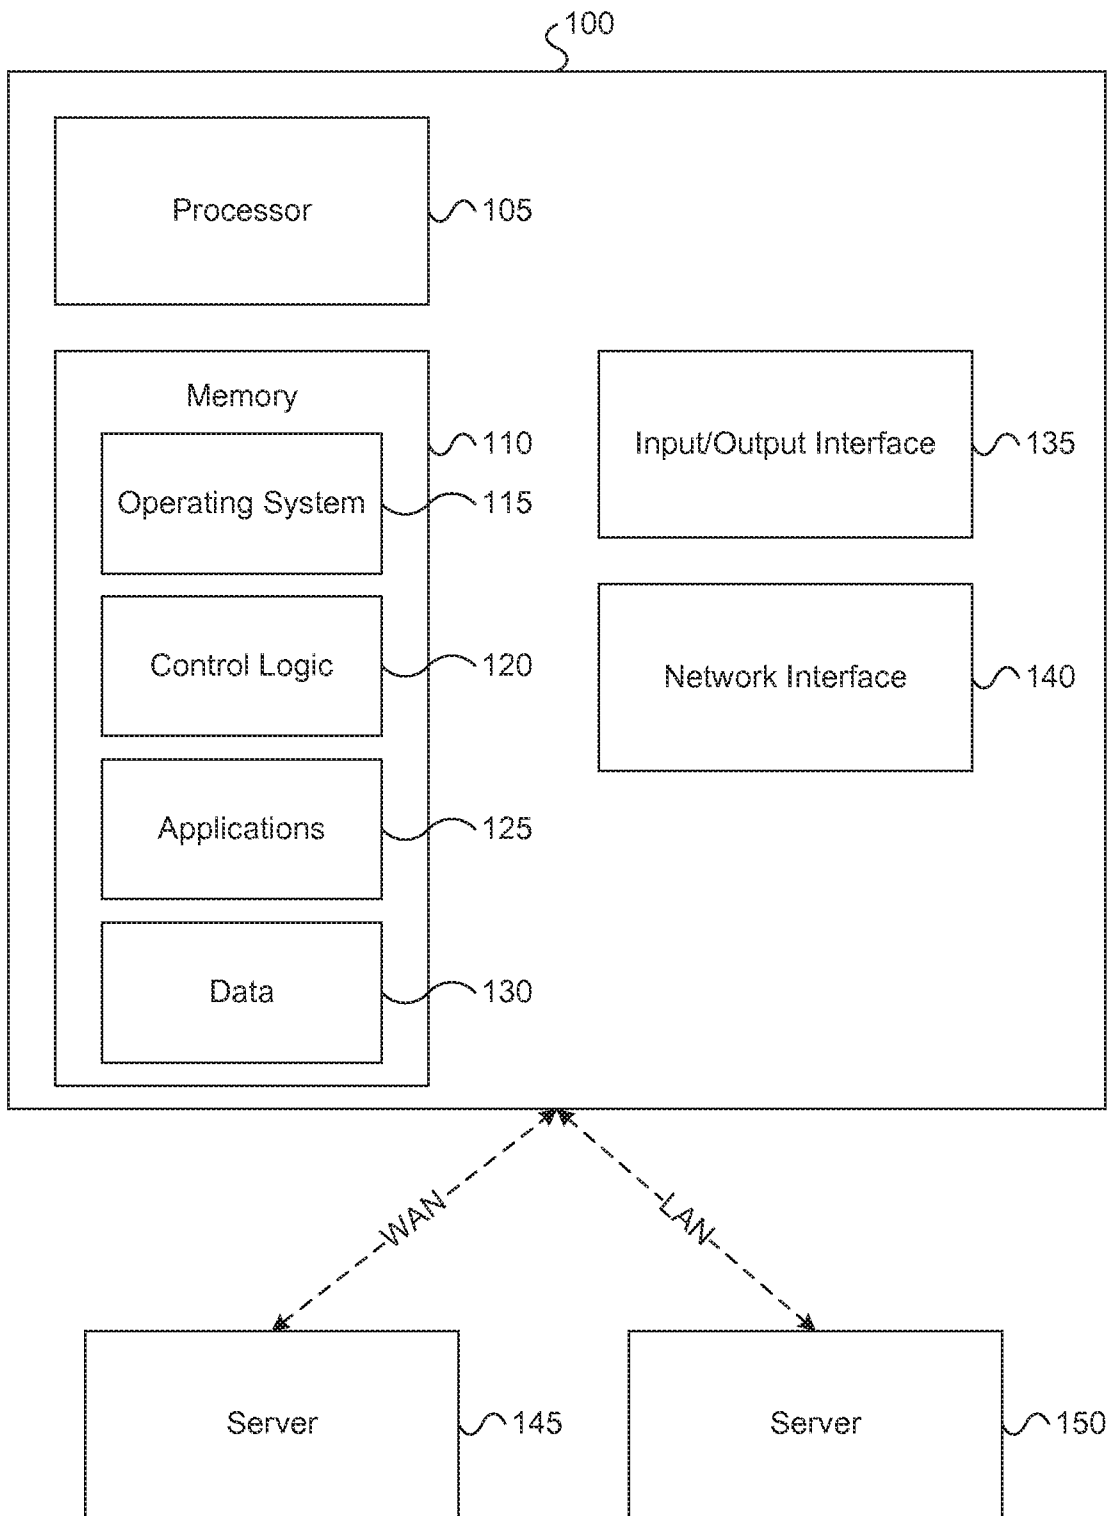 100
Processor
105
Memory
110
Operating System
115
Control Logic
120
Applications
125
Data
130
Input/Output Interface
135
Network Interface
140
WAN
LAN
Server
145
Server
150